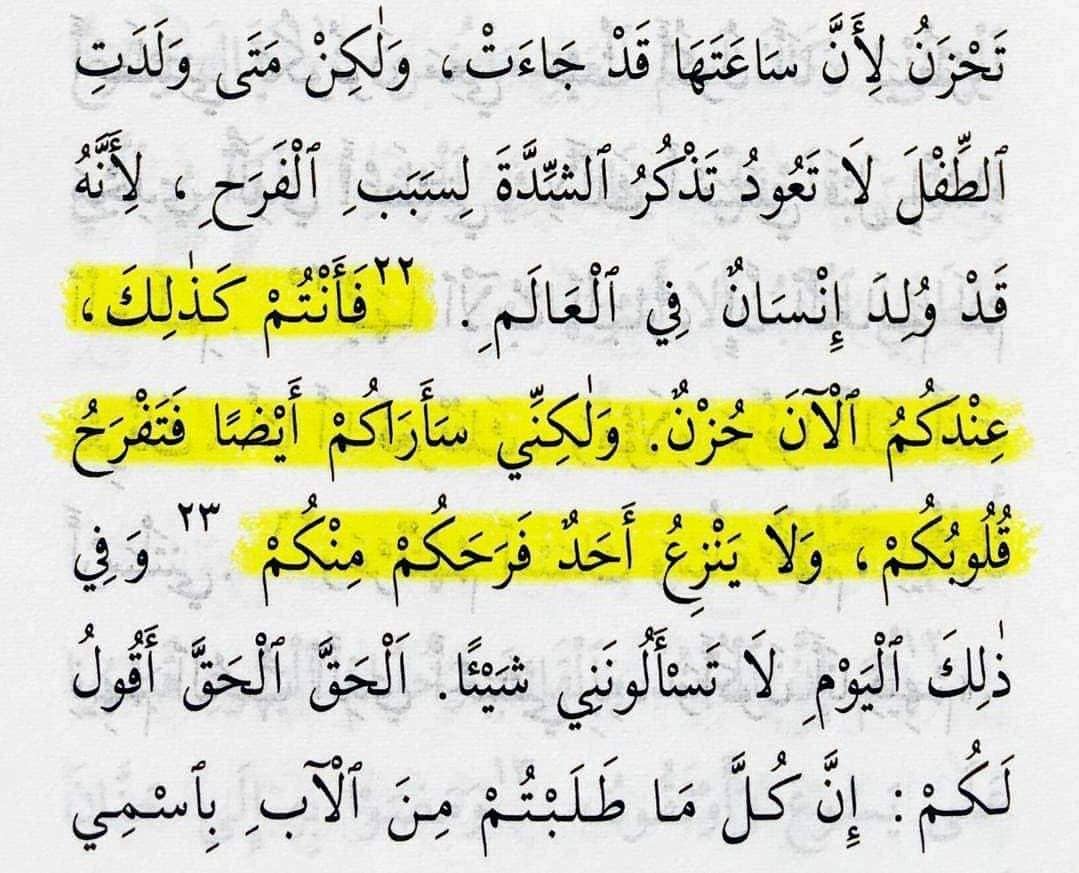 تَحْزَنُ لِأَنَّ سَاعَتَهَا قَدْ جَاءَتْ، وَلٰكِنْ مَتَى وَلَدَتِ
ٱلطِّفْلَ لَا تَعُودُ تَذْكُرُ ٱلشِّدَّةَ لِسَبَبِ ٱلْفَرَحِ، لِأَنَّهُ
قَدْ وُلِدَ إِنْسَانٌ فِي ٱلْعَالَمِ. ٢٢ فَأَنْتُمْ كَذٰلِكَ،
عِنْدَكُمُ ٱلْآنَ حُزْنٌ. وَلٰكِنِّي سَأَرَاكُمْ أَيْضًا فَتَفْرَحُ
قُلُوبُكُمْ، وَلَا يَنْزِعُ أَحَدٌ فَرَحَكُمْ مِنْكُمْ ٢٣ وَفِي
ذٰلِكَ ٱلْيَوْمِ لَا تَسْأَلُونَنِي شَيْئًا. اَلْحَقَّ ٱلْحَقَّ أَقُولُ
لَكُمْ: إِنَّ كُلَّ مَا طَلَبْتُمْ مِنَ ٱلْآبِ بِٱسْمِي